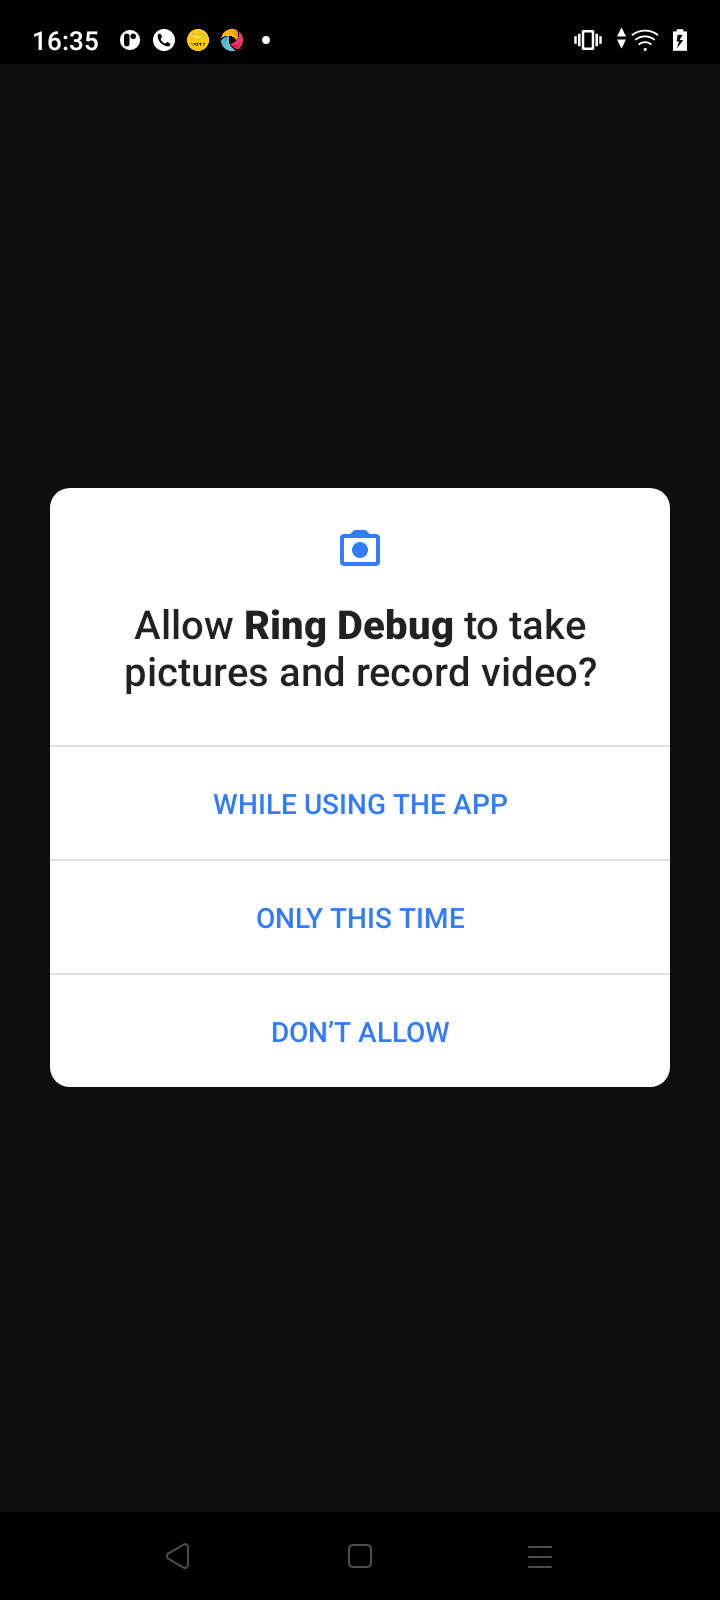 16:35
Allow Ring Debug to take
pictures and record video?
WHILE USING THE APP
ONLY THIS TIME
DON’T ALLOW